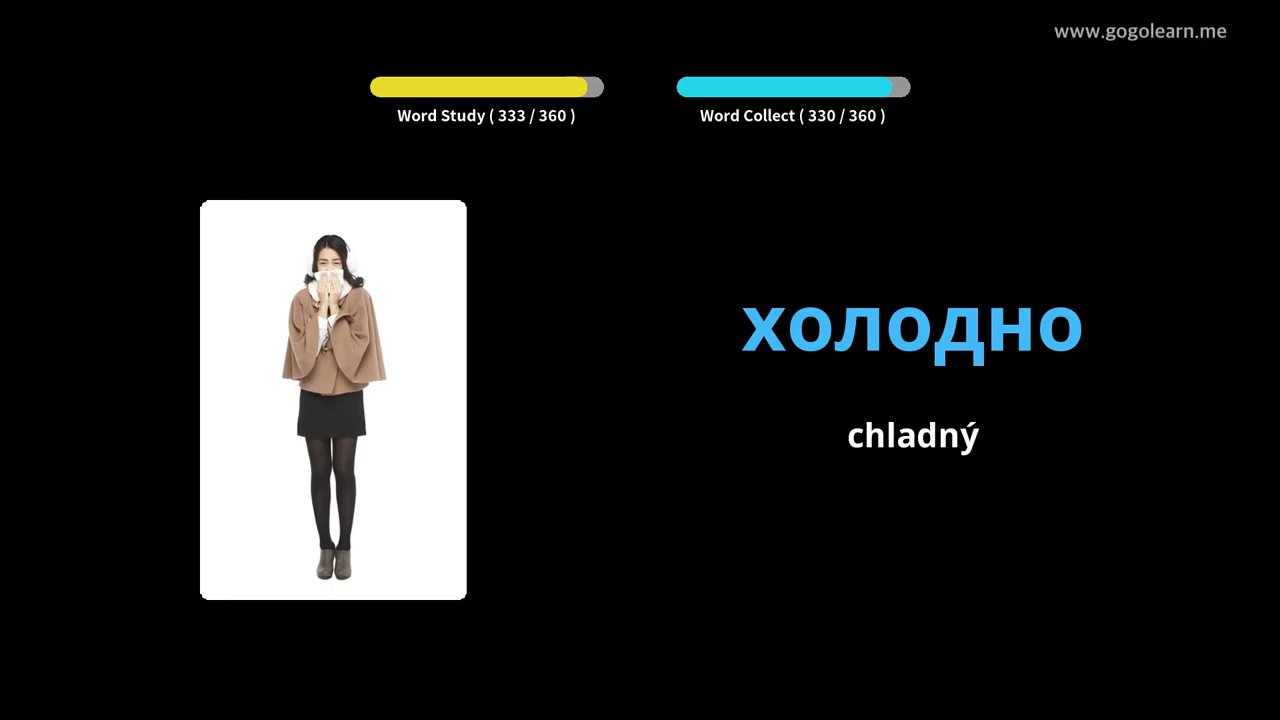 www.gogolearn.me
Word Study ( 333 / 360 )
Word Collect ( 330 / 360 )
холодно
chladný